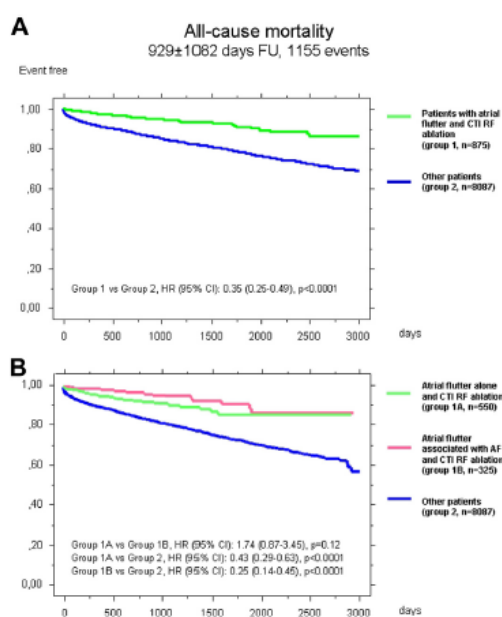 A
All-cause mortality
929±1082 days FU, 1155 events
Event free
1,00
,80
,60
,40
,20
0,00
Group 1 vs Group 2, HR (95% CI): 0.35 (0.25-0.49), p<0.0001
0 500 1000 1500 2000 2500 3000 days
Patients with atrial
flutter and CTI RF
ablation
(group 1, n=875)
Other patients
(group 2, n=8087)
B
1,00
,80
,60
,40
,20
0,00
Group 1A vs Group 1B, HR (95% CI): 1.74 (0.87-3.45), p=0.12
Group 1A vs Group 2, HR (95% CI): 0.43 (0.29-0.63), p<0.0001
Group 1B vs Group 2, HR (95% CI): 0.25 (0.14-0.45), p<0.0001
0 500 1000 1500 2000 2500 3000
days
Atrial flutter alone
and CTI RF ablation
(group 1A, n=550)
Atrial flutter
associated with AF
and CTI RF ablation
(group 1B, n=325)
Other patients
(group 2, n=8087)